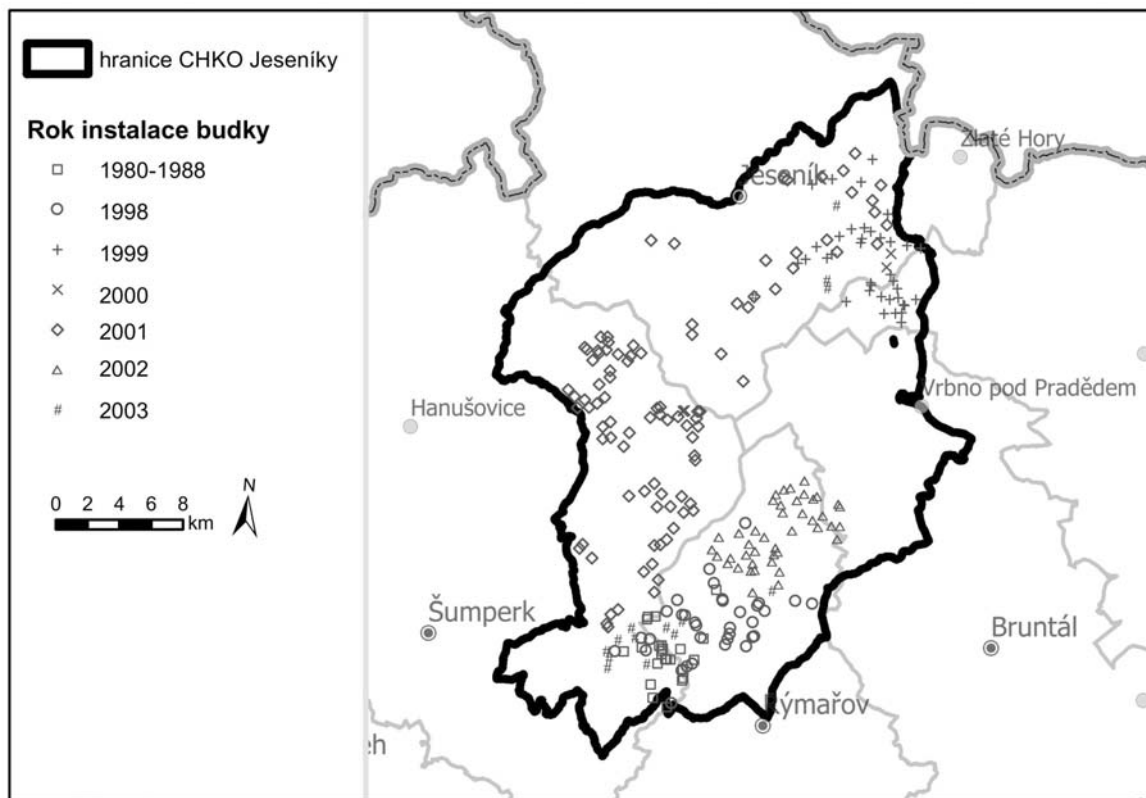 hranice CHKO Jeseníky
Rok instalace budky
1980-1988
1998
1999
2000
2001
2002
2003
0 2 4 6 8
km
N
Zlaté Hory
Jeseník
Hanušovice
Vrbno pod Pradědem
Šumperk
Bruntál
Rýmařov
eh